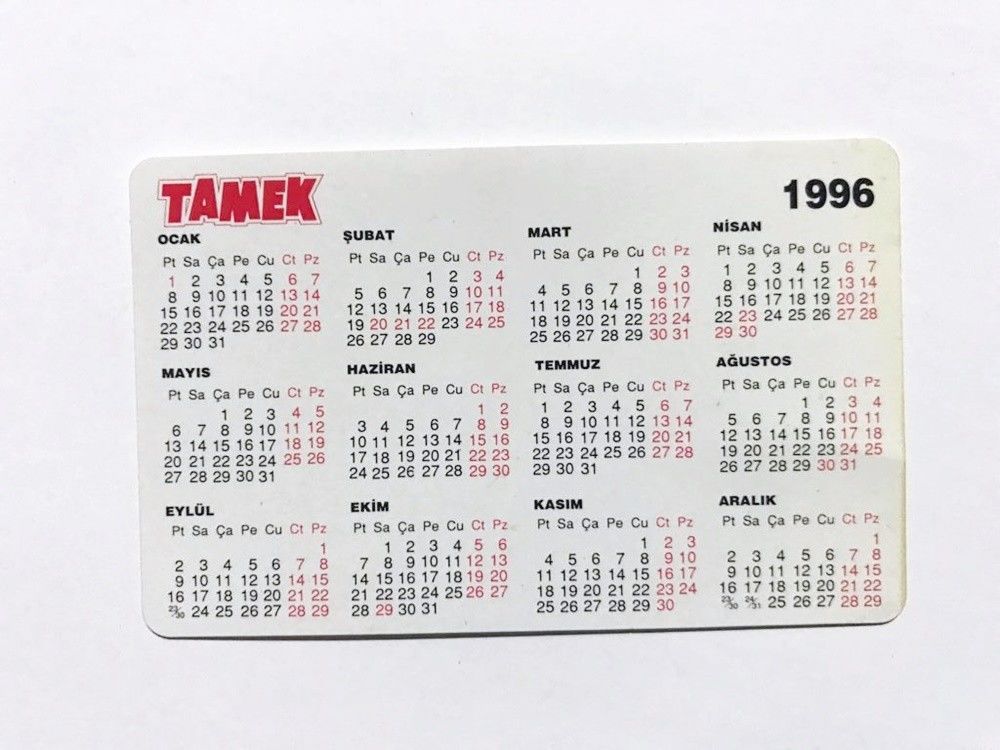 TAMEK
1996
OCAK
Pt Sa Ça Pe Cu Ct Pz
1 2 3 4 5 6 7
8 9 10 11 12 13 14
15 16 17 18 19 20 21
22 23 24 25 26 27 28
29 30 31
ŞUBAT
Pt Sa Ça Pe Cu Ct Pz
1 2 3 4
5 6 7 8 9 10 11
12 13 14 15 16 17 18
19 20 21 22 23 24 25
26 27 28 29
MART
Pt Sa Ça Pe Cu Ct Pz
1 2 3
4 5 6 7 8 9 10
11 12 13 14 15 16 17
18 19 20 21 22 23 24
25 26 27 28 29 30 31
NİSAN
Pt Sa Ça Pe Cu Ct Pz
1 2 3 4 5 6 7
8 9 10 11 12 13 14
15 16 17 18 19 20 21
22 23 24 25 26 27 28
29 30
MAYIS
Pt Sa Ça Pe Cu Ct Pz
1 2 3 4 5
6 7 8 9 10 11 12
13 14 15 16 17 18 19
20 21 22 23 24 25 26
27 28 29 30 31
HAZİRAN
Pt Sa Ça Pe Cu Ct Pz
1 2
3 4 5 6 7 8 9
10 11 12 13 14 15 16
17 18 19 20 21 22 23
24 25 26 27 28 29 30
TEMMUZ
Pt Sa Ça Pe Cu Ct Pz
1 2 3 4 5 6 7
8 9 10 11 12 13 14
15 16 17 18 19 20 21
22 23 24 25 26 27 28
29 30 31
AĞUSTOS
Pt Sa Ça Pe Cu Ct Pz
1 2 3 4
5 6 7 8 9 10 11
12 13 14 15 16 17 18
19 20 21 22 23 24 25
26 27 28 29 30 31
EYLÜL
Pt Sa Ça Pe Cu Ct Pz
1
2 3 4 5 6 7 8
9 10 11 12 13 14 15
16 17 18 19 20 21 22
23/30 24 25 26 27 28 29
EKİM
Pt Sa Ça Pe Cu Ct Pz
1 2 3 4 5 6
7 8 9 10 11 12 13
14 15 16 17 18 19 20
21 22 23 24 25 26 27
28 29 30 31
KASIM
Pt Sa Ça Pe Cu Ct Pz
1 2 3
4 5 6 7 8 9 10
11 12 13 14 15 16 17
18 19 20 21 22 23 24
25 26 27 28 29 30
ARALIK
Pt Sa Ça Pe Cu Ct Pz
1
2 3 4 5 6 7 8
9 10 11 12 13 14 15
16 17 18 19 20 21 22
23/30 24/31 25 26 27 28 29